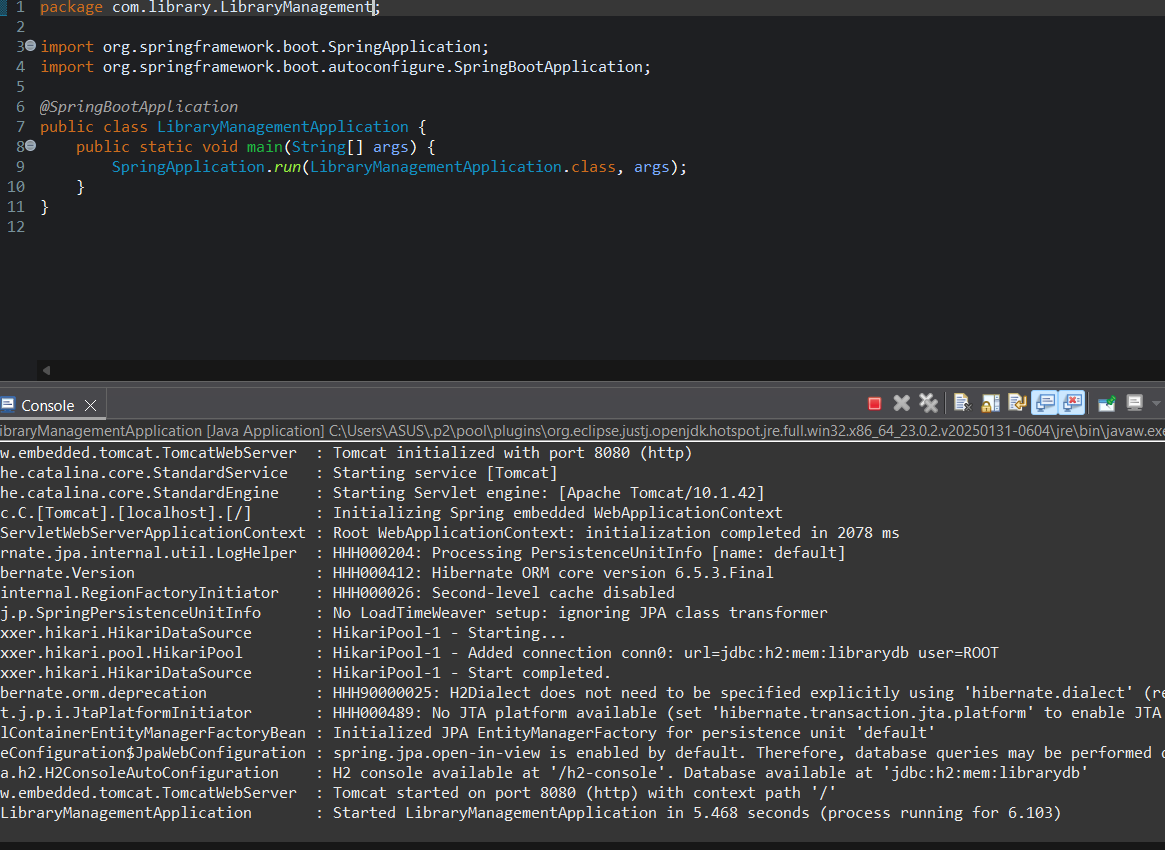 1 package com.library.LibraryManagement;
2
3 import org.springframework.boot.SpringApplication;
4 import org.springframework.boot.autoconfigure.SpringBootApplication;
5
6 @SpringBootApplication
7 public class LibraryManagementApplication {
8     public static void main(String[] args) {
9         SpringApplication.run(LibraryManagementApplication.class, args);
10     }
11 }
12
Console
ibraryManagementApplication [Java Application] C:\Users\ASUS\.p2\pool\plugins\org.eclipse.justj.openjdk.hotspot.jre.full.win32.x86_64_23.0.2.v20250131-0604\jre\bin\javaw.exe
w.embedded.tomcat.TomcatWebServer  : Tomcat initialized with port 8080 (http)
he.catalina.core.StandardService   : Starting service [Tomcat]
he.catalina.core.StandardEngine    : Starting Servlet engine: [Apache Tomcat/10.1.42]
c.C.[Tomcat].[localhost].[/]       : Initializing Spring embedded WebApplicationContext
ServletWebServerApplicationContext : Root WebApplicationContext: initialization completed in 2078 ms
rnate.jpa.internal.util.LogHelper  : HHH000204: Processing PersistenceUnitInfo [name: default]
bernate.Version                    : HHH000412: Hibernate ORM core version 6.5.3.Final
internal.RegionFactoryInitiator    : HHH000026: Second-level cache disabled
j.p.SpringPersistenceUnitInfo      : No LoadTimeWeaver setup: ignoring JPA class transformer
xxer.hikari.HikariDataSource       : HikariPool-1 - Starting...
xxer.hikari.pool.HikariPool        : HikariPool-1 - Added connection conn0: url=jdbc:h2:mem:librarydb user=ROOT
xxer.hikari.HikariDataSource       : HikariPool-1 - Start completed.
bernate.orm.deprecation            : HHH90000025: H2Dialect does not need to be specified explicitly using 'hibernate.dialect' (re
t.j.p.i.JtaPlatformInitiator       : HHH000489: No JTA platform available (set 'hibernate.transaction.jta.platform' to enable JTA
lContainerEntityManagerFactoryBean : Initialized JPA EntityManagerFactory for persistence unit 'default'
eConfiguration$JpaWebConfiguration : spring.jpa.open-in-view is enabled by default. Therefore, database queries may be performed
a.h2.H2ConsoleAutoConfiguration    : H2 console available at '/h2-console'. Database available at 'jdbc:h2:mem:librarydb'
w.embedded.tomcat.TomcatWebServer  : Tomcat started on port 8080 (http) with context path '/'
LibraryManagementApplication       : Started LibraryManagementApplication in 5.468 seconds (process running for 6.103)